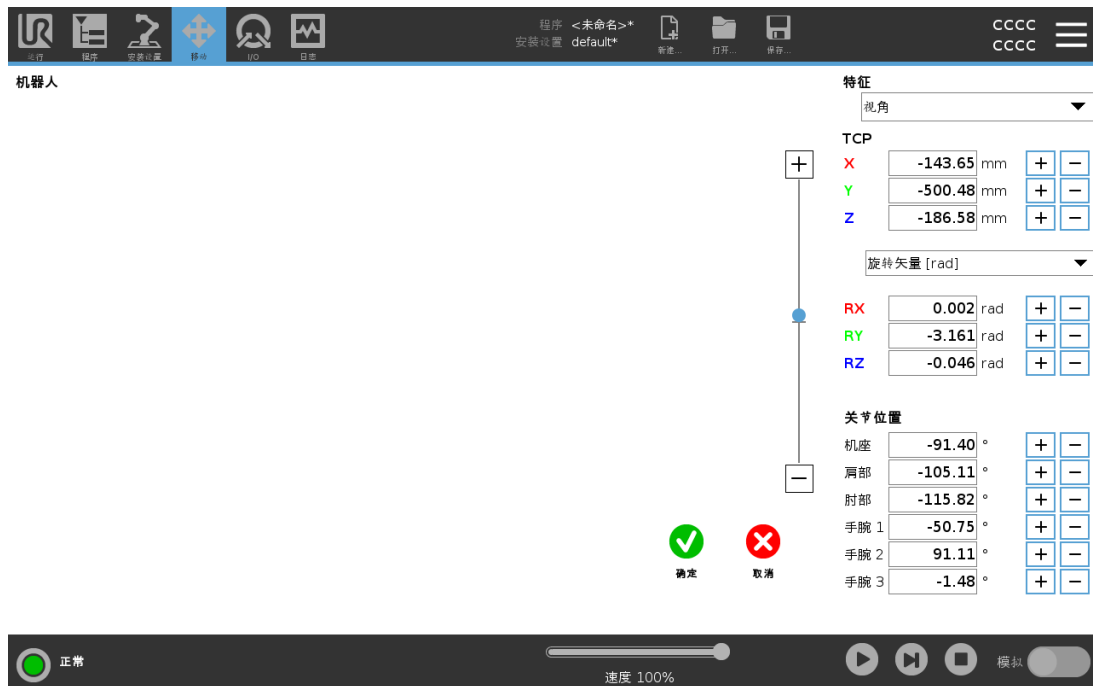 UR
运行
程序
安装设置
移动
I/O
日志
程序 <未命名>*
安装设置 default*
新建...
打开...
保存...
CCCC
CCCC
机器人
特征
视角
TCP
X -143.65 mm + −
Y -500.48 mm + −
Z -186.58 mm + −
旋转矢量 [rad]
RX 0.002 rad + −
RY -3.161 rad + −
RZ -0.046 rad + −
关节位置
机座 -91.40 ° + −
肩部 -105.11 ° + −
肘部 -115.82 ° + −
手腕 1 -50.75 ° + −
手腕 2 91.11 ° + −
手腕 3 -1.48 ° + −
+
−
确定
取消
正常
速度 100%
模拟